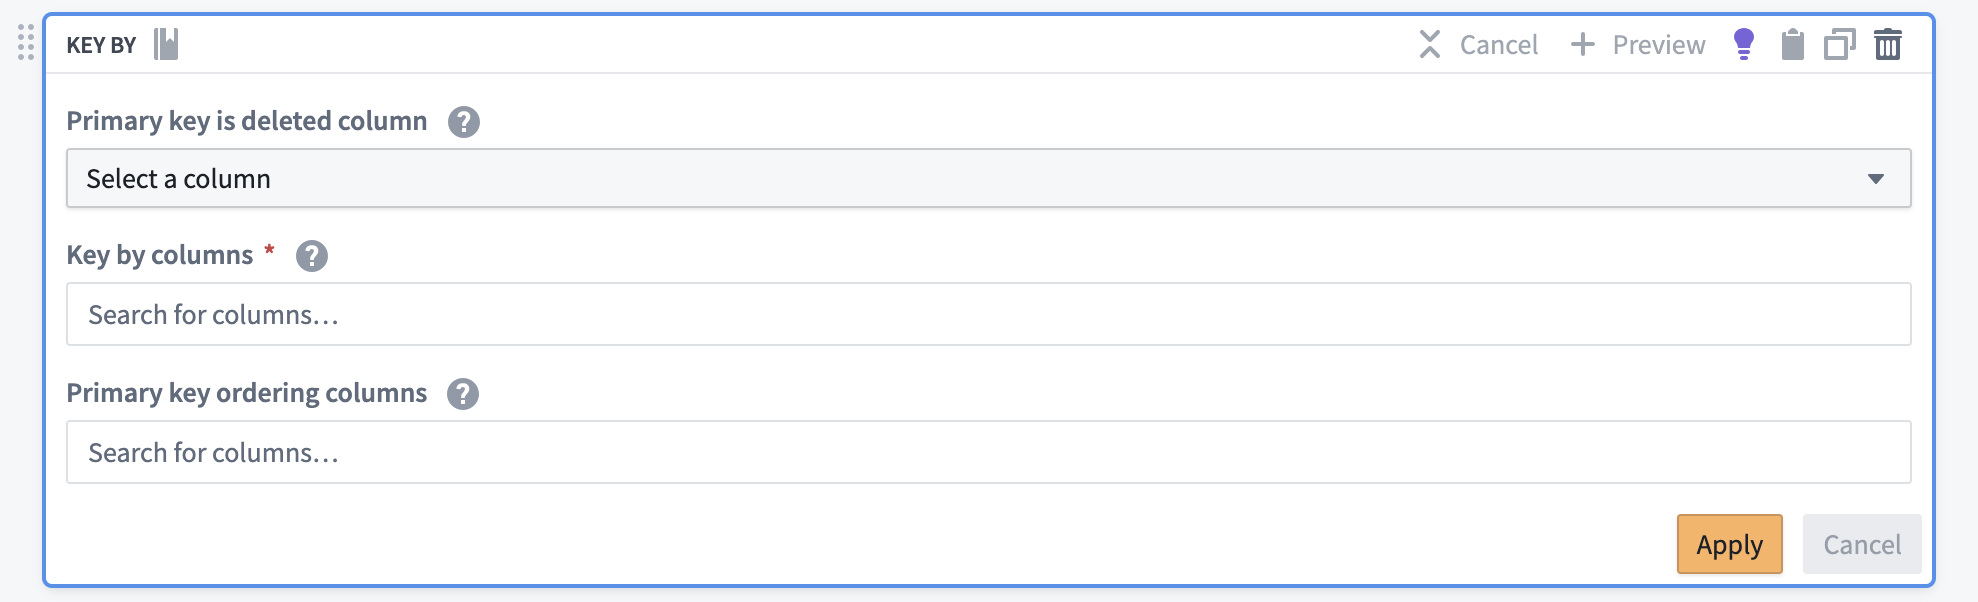 KEY BY Cancel Preview
Primary key is deleted column ?
Select a column
Key by columns * ?
Search for columns…
Primary key ordering columns ?
Search for columns…
Apply Cancel